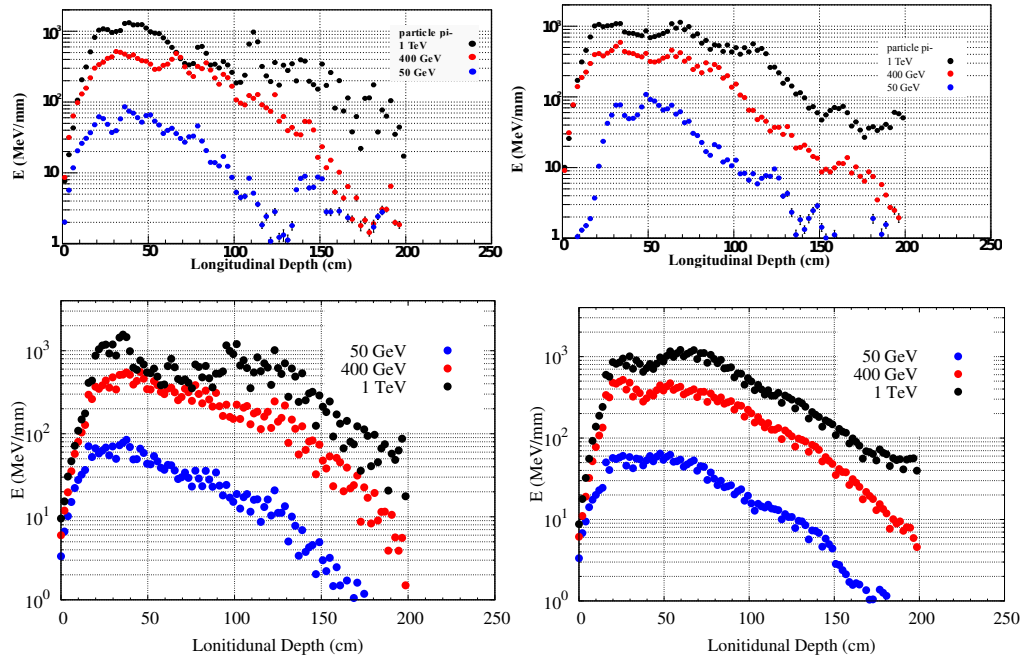 particle pi-
1 TeV
400 GeV
50 GeV
10³
10²
10
1
E (MeV/mm)
0 50 100 150 200 250
Longitudinal Depth (cm)
particle pi-
1 TeV
400 GeV
50 GeV
10³
10²
10
1
E (MeV/mm)
0 50 100 150 200 250
Longitudinal Depth (cm)
50 GeV
400 GeV
1 TeV
10³
10²
10¹
10⁰
E (MeV/mm)
0 50 100 150 200 250
Lonitidunal Depth (cm)
50 GeV
400 GeV
1 TeV
10³
10²
10¹
10⁰
E (MeV/mm)
0 50 100 150 200 250
Lonitidunal Depth (cm)